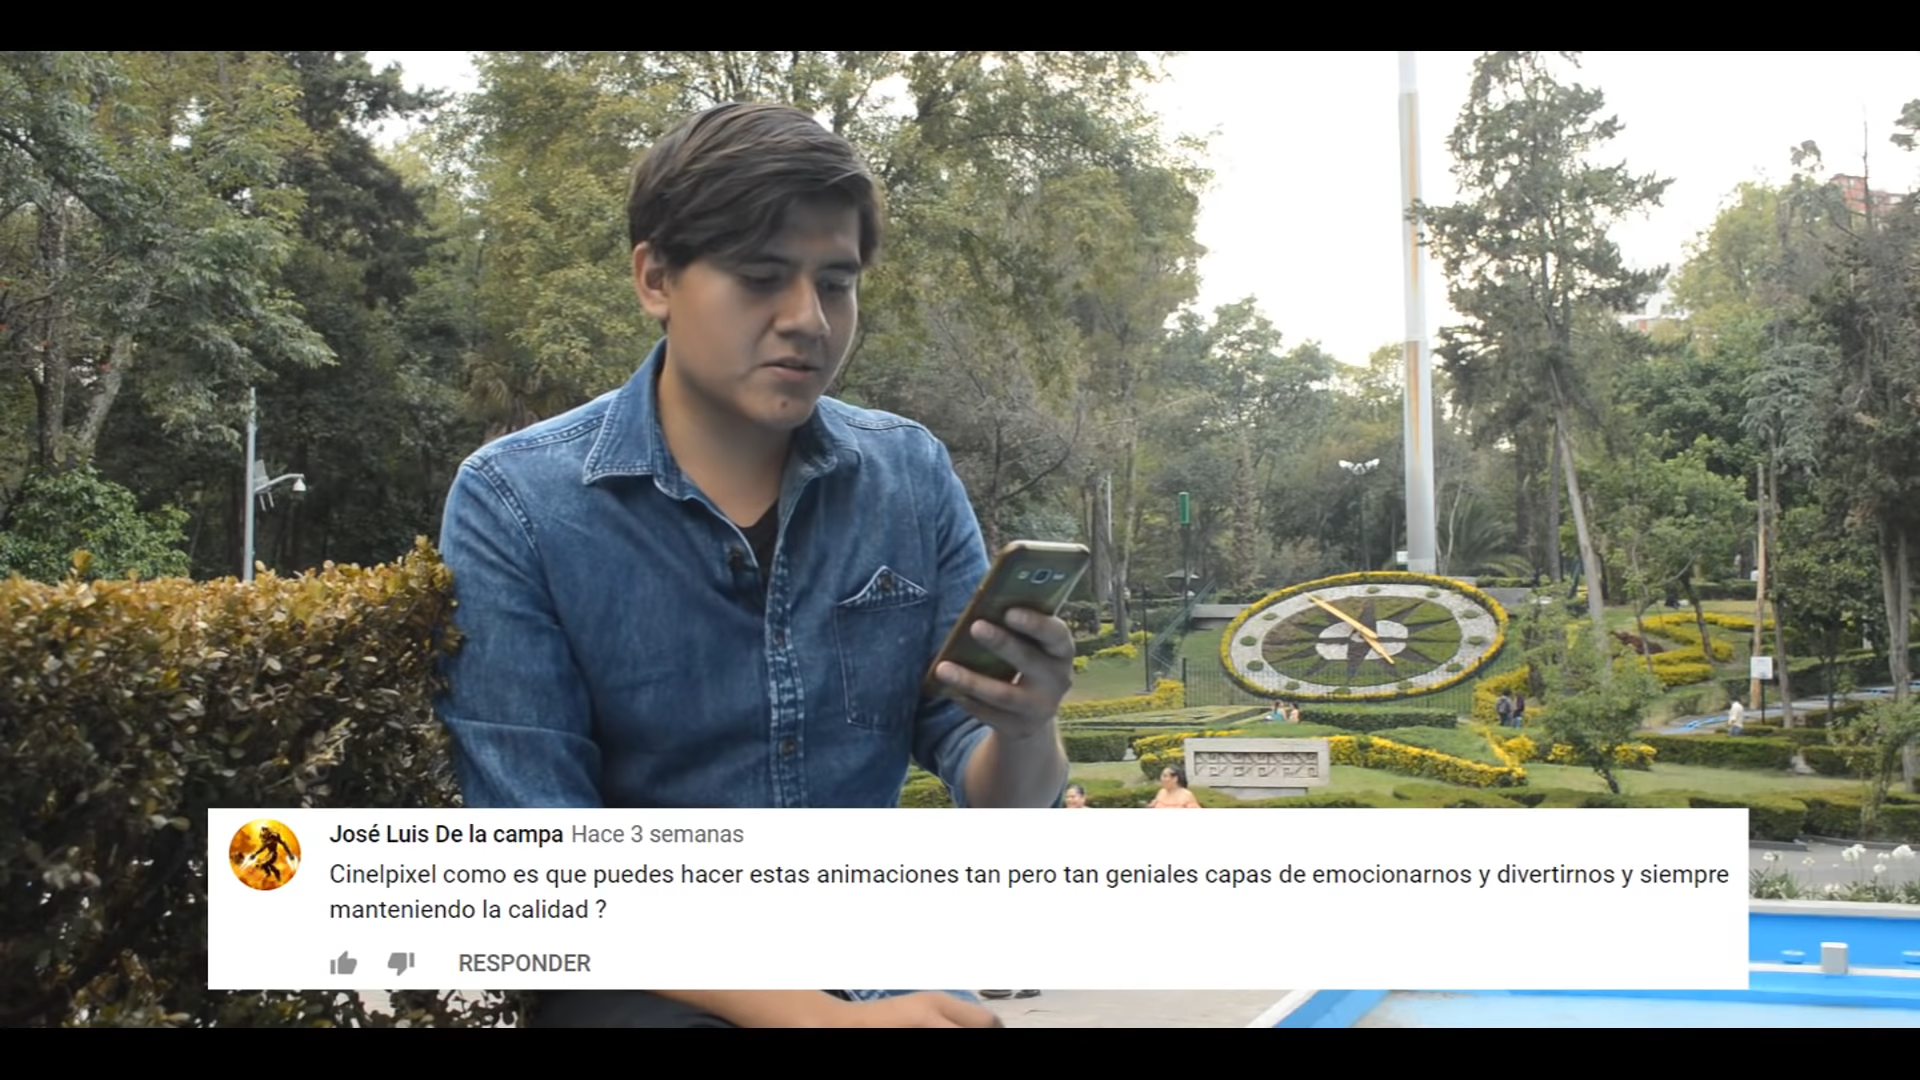 José Luis De la campa Hace 3 semanas
Cinelpixel como es que puedes hacer estas animaciones tan pero tan geniales capas de emocionarnos y divertirnos y siempre
manteniendo la calidad ?
RESPONDER